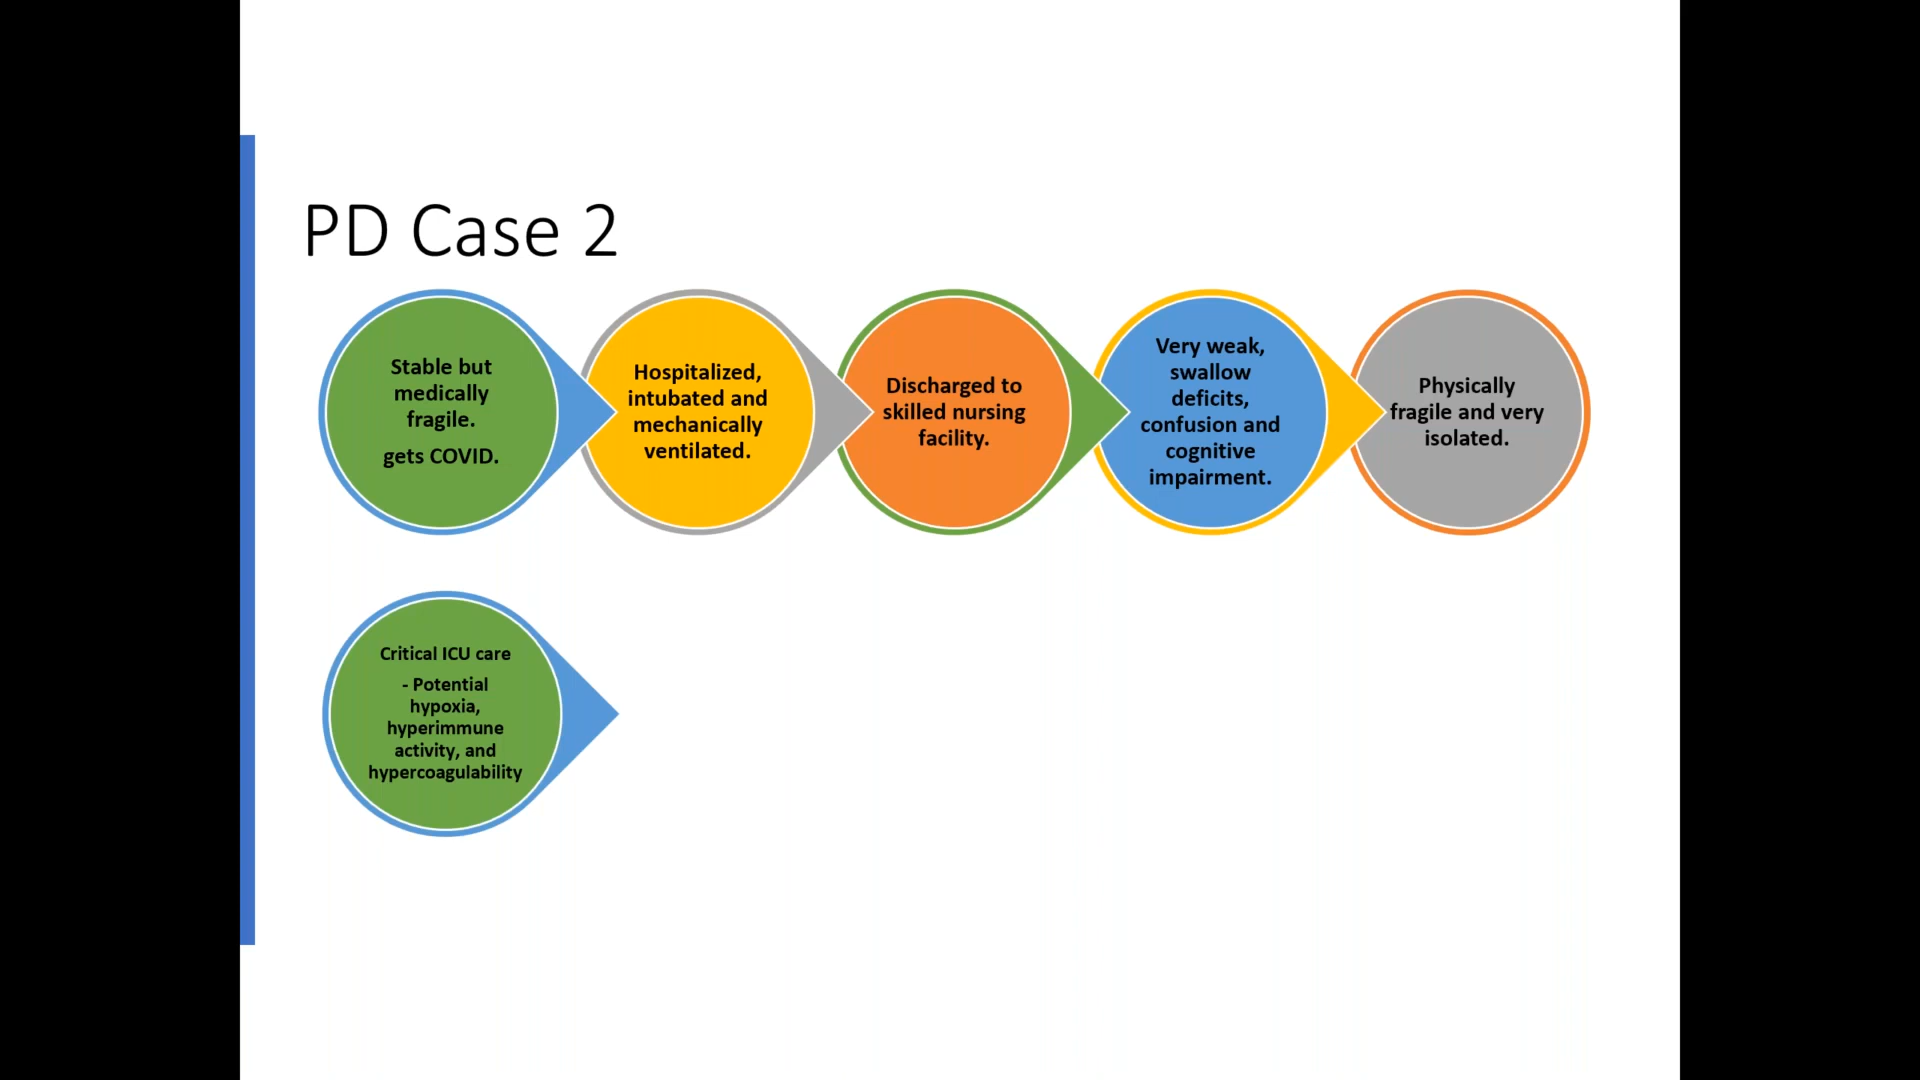 PD Case 2
Stable but
medically
fragile.
gets COVID.
Hospitalized,
intubated and
mechanically
ventilated.
Discharged to
skilled nursing
facility.
Very weak,
swallow
deficits,
confusion and
cognitive
impairment.
Physically
fragile and very
isolated.
Critical ICU care
- Potential
hypoxia,
hyperimmune
activity, and
hypercoagulability